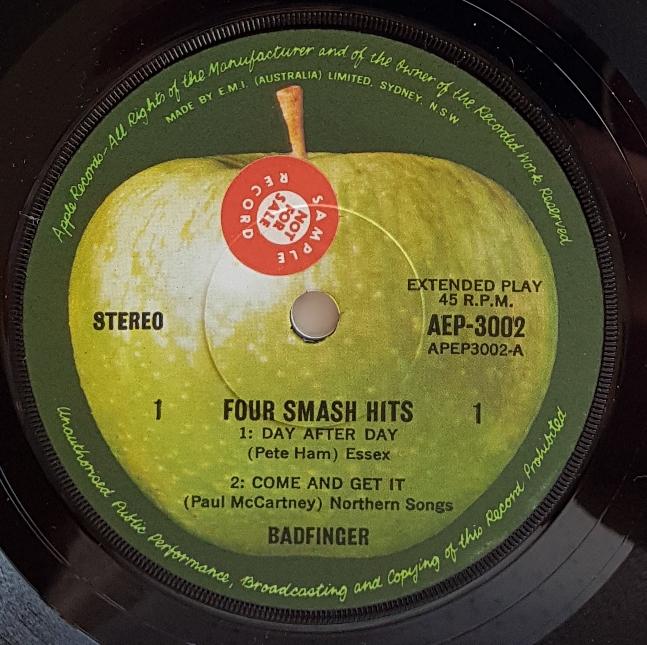 Apple Records-All Rights of the Manufacturer and of the Owner of the Recorded Work Reserved
MADE BY E.M.I. (AUSTRALIA) LIMITED, SYDNEY, N.S.W.
SAMPLE RECORD
NOT
FOR
SALE
EXTENDED PLAY
45 R.P.M.
STEREO
AEP-3002
APEP3002-A
1 FOUR SMASH HITS 1
1: DAY AFTER DAY
(Pete Ham) Essex
2: COME AND GET IT
(Paul McCartney) Northern Songs
BADFINGER
Unauthorised Public Performance, Broadcasting and Copying of this Record Prohibited